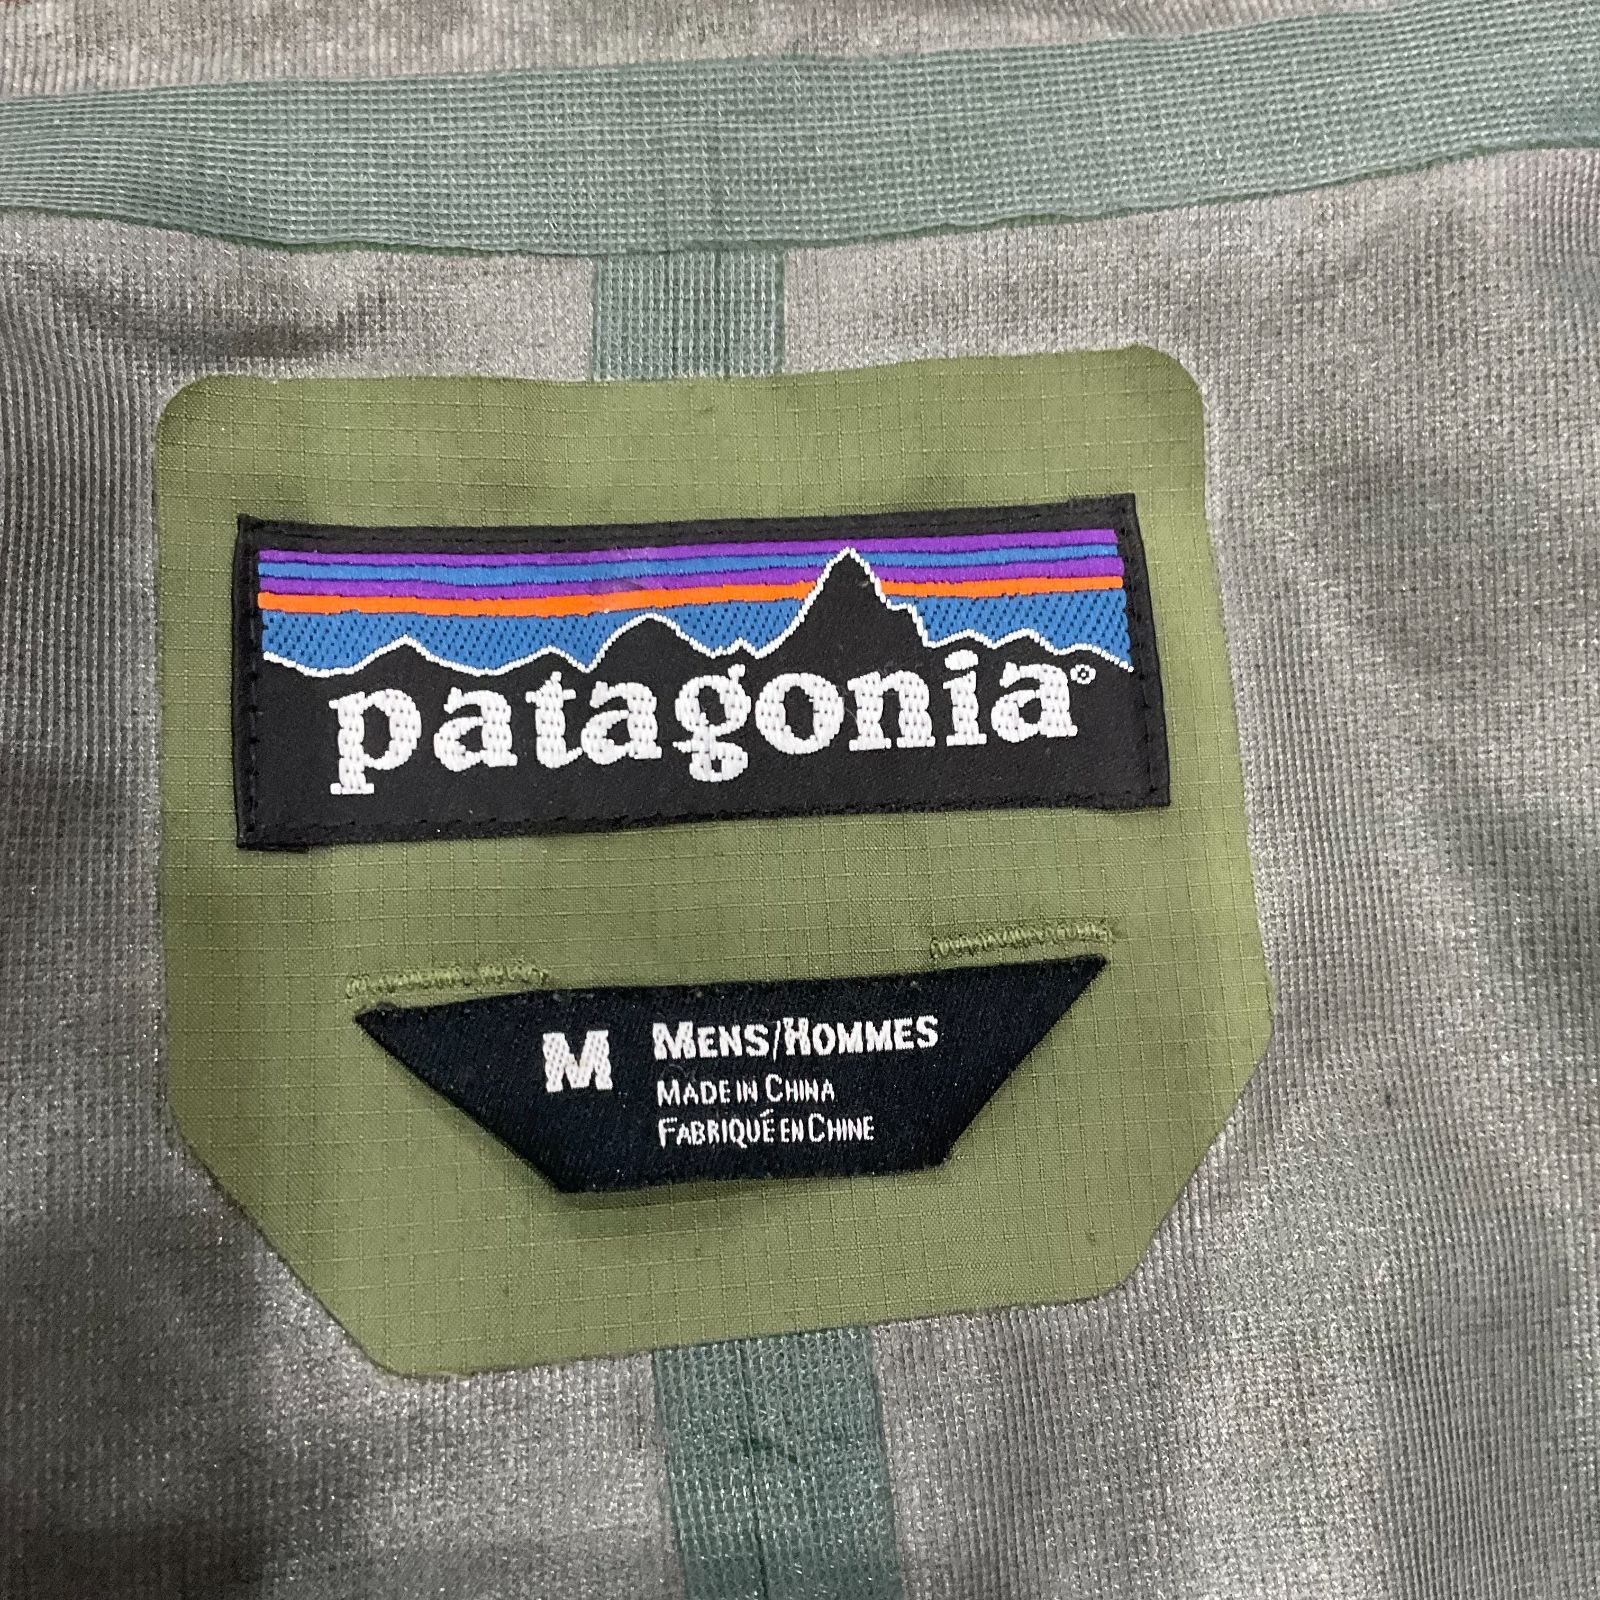 patagonia®
M MENS/HOMMES
MADE IN CHINA
FABRIQUÉ EN CHINE